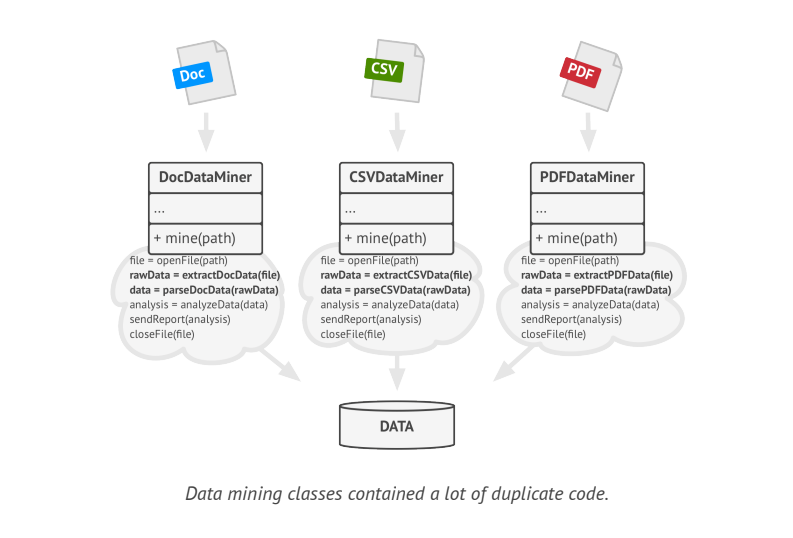 Doc
CSV
PDF
DocDataMiner
...
+ mine(path)
file = openFile(path)
rawData = extractDocData(file)
data = parseDocData(rawData)
analysis = analyzeData(data)
sendReport(analysis)
closeFile(file)
CSVDataMiner
...
+ mine(path)
file = openFile(path)
rawData = extractCSVData(file)
data = parseCSVData(rawData)
analysis = analyzeData(data)
sendReport(analysis)
closeFile(file)
PDFDataMiner
...
+ mine(path)
file = openFile(path)
rawData = extractPDFData(file)
data = parsePDFData(rawData)
analysis = analyzeData(data)
sendReport(analysis)
closeFile(file)
DATA
Data mining classes contained a lot of duplicate code.